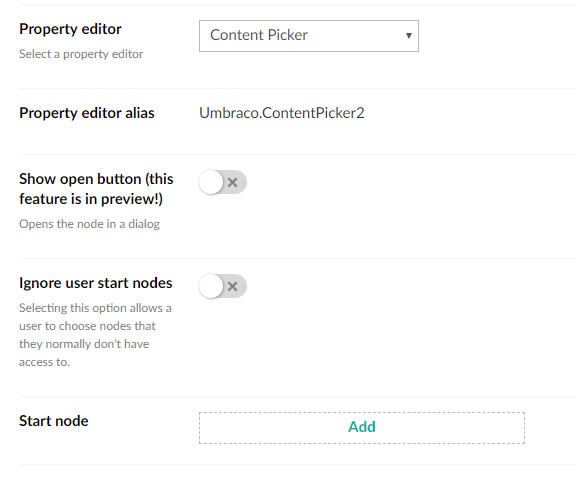 Property editor
Select a property editor
Content Picker
Property editor alias
Umbraco.ContentPicker2
Show open button (this
feature is in preview!)
Opens the node in a dialog
Ignore user start nodes
Selecting this option allows a
user to choose nodes that
they normally don't have
access to.
Start node
Add